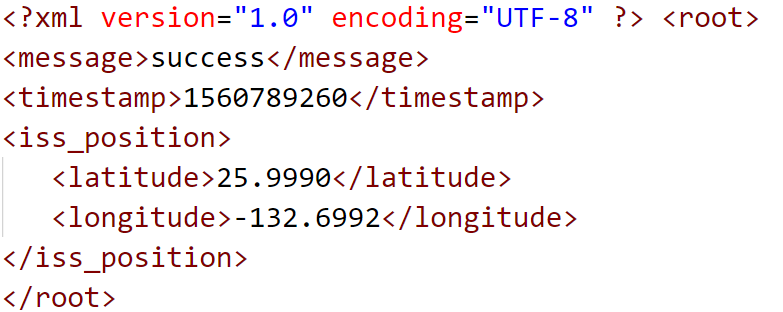 <?xml version="1.0" encoding="UTF-8" ?> <root>
<message>success</message>
<timestamp>1560789260</timestamp>
<iss_position>
<latitude>25.9990</latitude>
<longitude>-132.6992</longitude>
</iss_position>
</root>